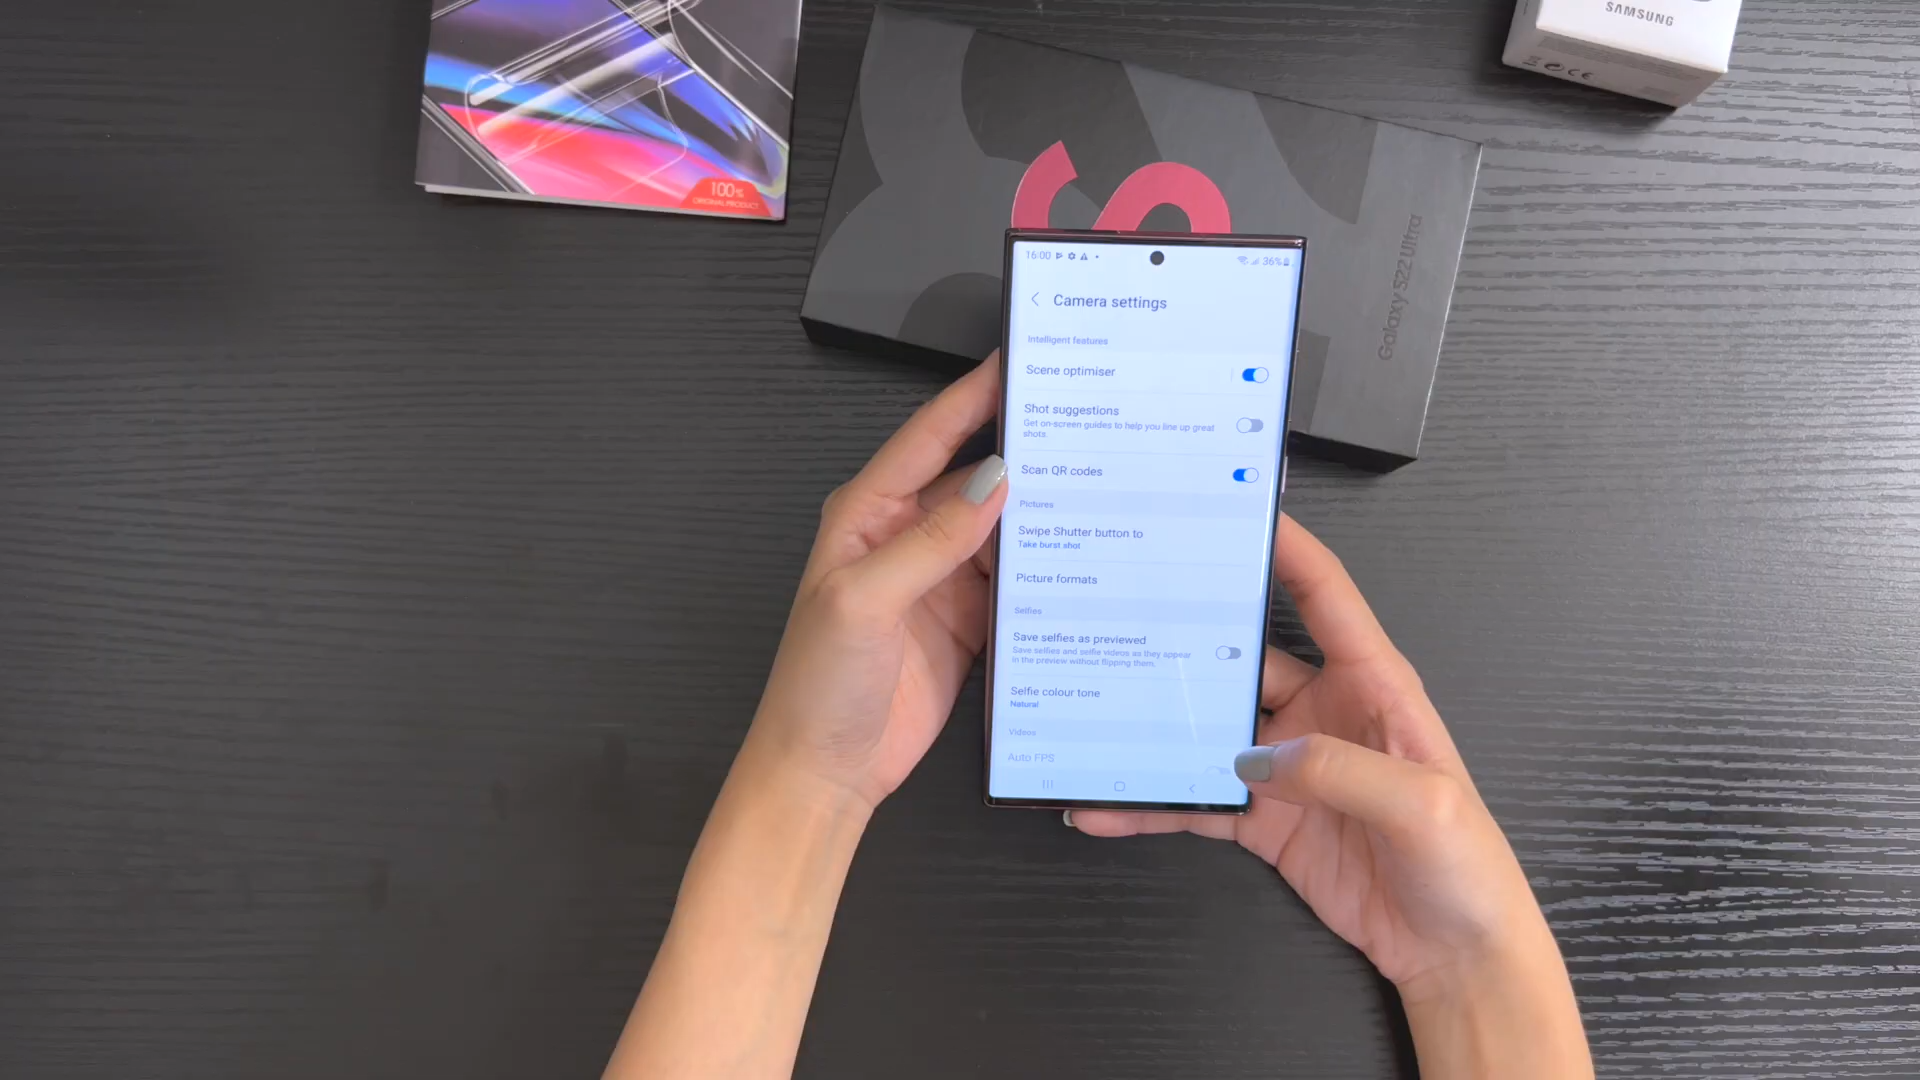 SAMSUNG
100%
ORIGINAL PRODUCT
Galaxy S22 Ultra
S
16:00
36%
Camera settings
Intelligent features
Scene optimiser
Shot suggestions
Get on-screen guides to help you line up great
shots.
Scan QR codes
Pictures
Swipe Shutter button to
Take burst shot
Picture formats
Selfies
Save selfies as previewed
Save selfies and selfie videos as they appear
in the preview without flipping them.
Selfie colour tone
Natural
Videos
Auto FPS